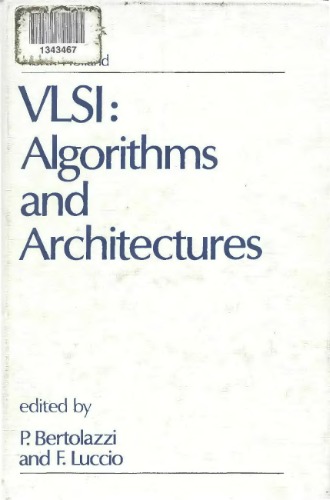 1343467
VLSI:
Algorithms
and
Architectures
edited by
P. Bertolazzi
and F. Luccio